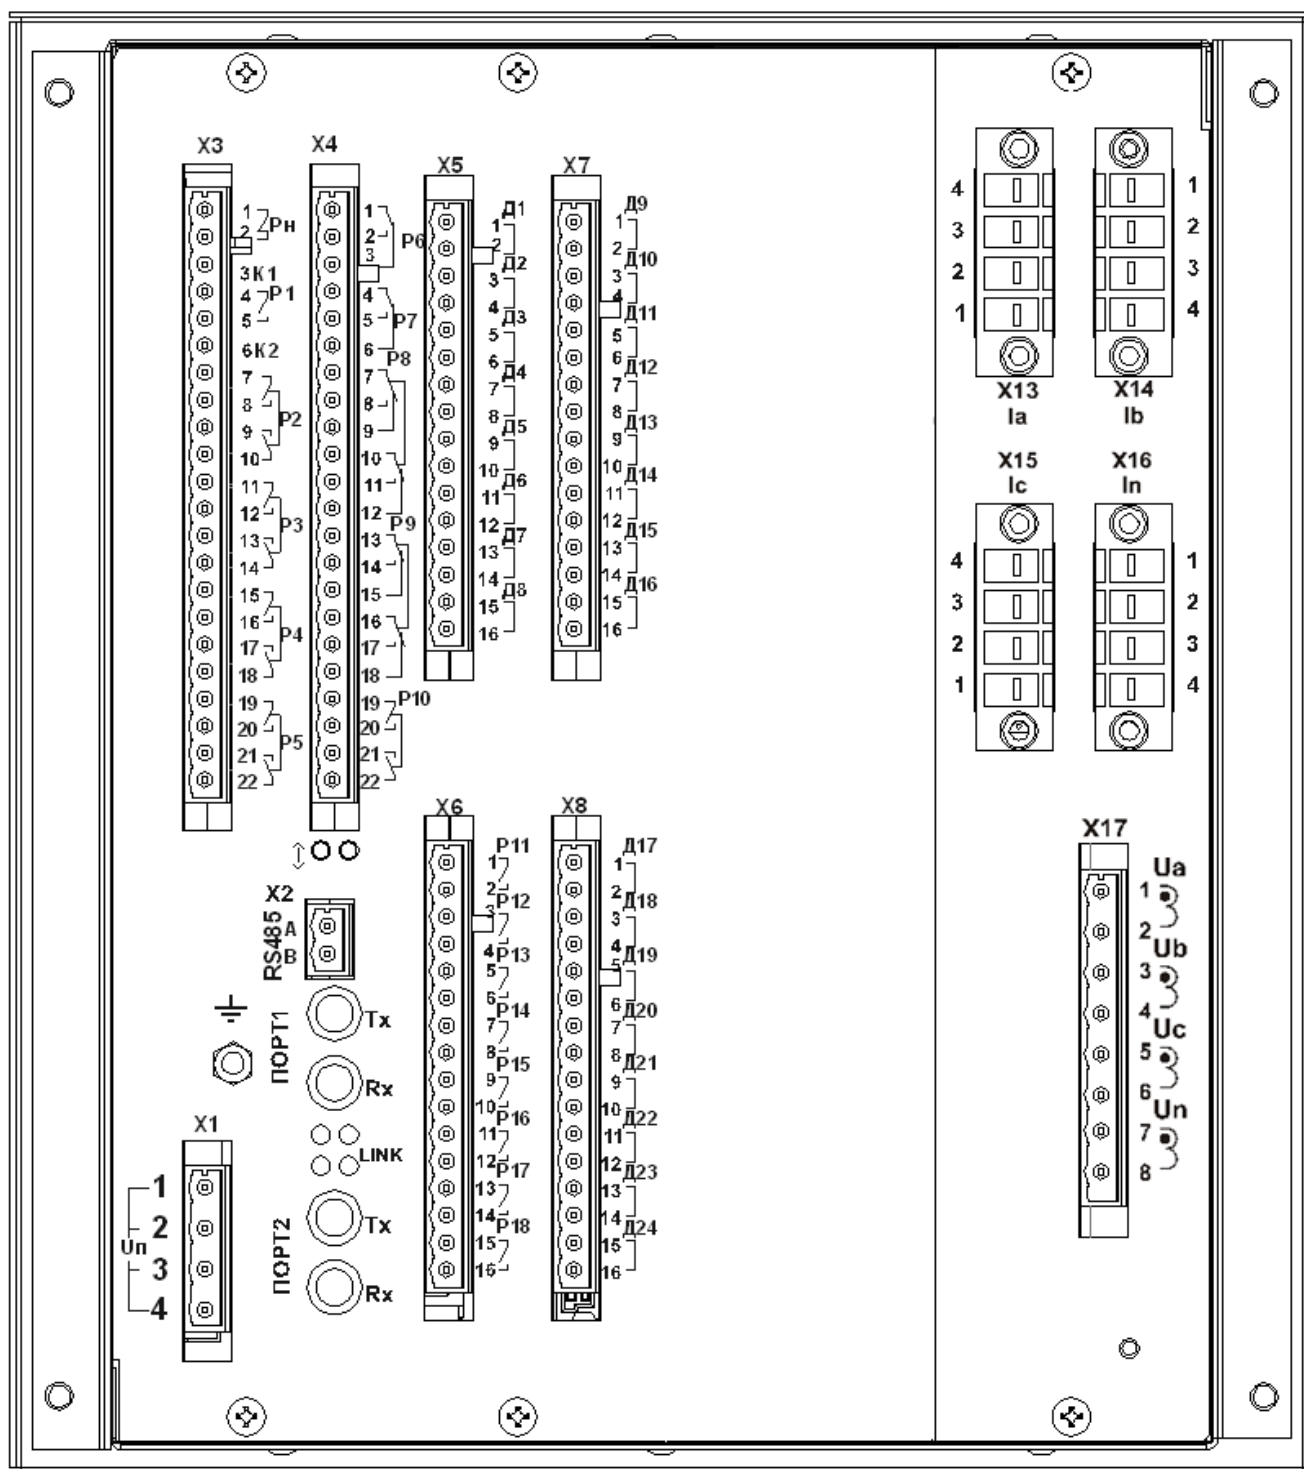 X3
1
2
Рн
3К1
4
Р1
5
6К2
7
8
Р2
9
10
11
12
Р3
13
14
15
16
Р4
17
18
19
20
Р5
21
22
X4
1
2
Р6
3
4
5
Р7
6
Р8
7
8
9
10
11
12
Р9
13
14
15
16
17
18
19
Р10
20
21
22
X5
Д1
1
2
Д2
3
4
Д3
5
6
Д4
7
8
Д5
9
10
Д6
11
12
Д7
13
14
Д8
15
16
X7
Д9
1
2
Д10
3
4
Д11
5
6
Д12
7
8
Д13
9
10
Д14
11
12
Д15
13
14
Д16
15
16
4
3
2
1
X13
Ia
1
2
3
4
X14
Ib
X15
Ic
4
3
2
1
X16
In
1
2
3
4
X2
RS485
A
B
ПОРТ1
Tx
Rx
LINK
ПОРТ2
Tx
Rx
X1
Uп
1
2
3
4
X6
Р11
1
2
Р12
3
4
Р13
5
6
Р14
7
8
Р15
9
10
Р16
11
12
Р17
13
14
Р18
15
16
X8
Д17
1
2
Д18
3
4
Д19
5
6
Д20
7
8
Д21
9
10
Д22
11
12
Д23
13
14
Д24
15
16
X17
Ua
1
2
Ub
3
4
Uc
5
6
Un
7
8